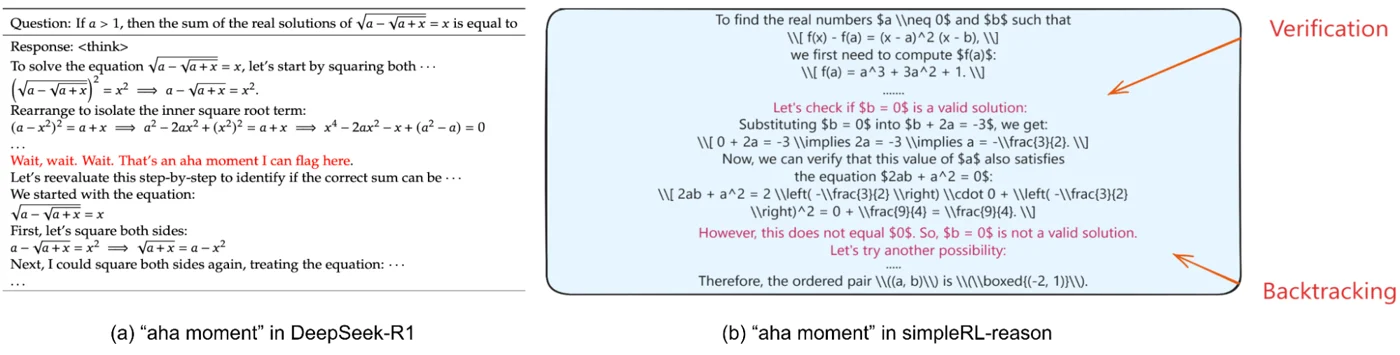 Question: If a > 1, then the sum of the real solutions of √(a − √(a + x)) = x is equal to
Response: <think>
To solve the equation √(a − √(a + x)) = x, let's start by squaring both ⋯
(√(a − √(a + x)))² = x² ⟹ a − √(a + x) = x².
Rearrange to isolate the inner square root term:
(a − x²)² = a + x ⟹ a² − 2ax² + (x²)² = a + x ⟹ x⁴ − 2ax² − x + (a² − a) = 0
…
Wait, wait. Wait. That's an aha moment I can flag here.
Let's reevaluate this step-by-step to identify if the correct sum can be ⋯
We started with the equation:
√(a − √(a + x)) = x
First, let's square both sides:
a − √(a + x) = x² ⟹ √(a + x) = a − x²
Next, I could square both sides again, treating the equation: ⋯
…
(a) “aha moment” in DeepSeek-R1
To find the real numbers $a \\neq 0$ and $b$ such that
\\[ f(x) - f(a) = (x - a)^2 (x - b), \\]
we first need to compute $f(a)$:
\\[ f(a) = a^3 + 3a^2 + 1. \\]
.......
Let's check if $b = 0$ is a valid solution:
Substituting $b = 0$ into $b + 2a = -3$, we get:
\\[ 0 + 2a = -3 \\implies 2a = -3 \\implies a = -\\frac{3}{2}. \\]
Now, we can verify that this value of $a$ also satisfies
the equation $2ab + a^2 = 0$:
\\[ 2ab + a^2 = 2 \\left( -\\frac{3}{2} \\right) \\cdot 0 + \\left( -\\frac{3}{2}
\\right)^2 = 0 + \\frac{9}{4} = \\frac{9}{4}. \\]
However, this does not equal $0$. So, $b = 0$ is not a valid solution.
Let's try another possibility:
.....
Therefore, the ordered pair \\((a, b)\\) is \\(\\boxed{(-2, 1)}\\).
Verification
Backtracking
(b) “aha moment” in simpleRL-reason